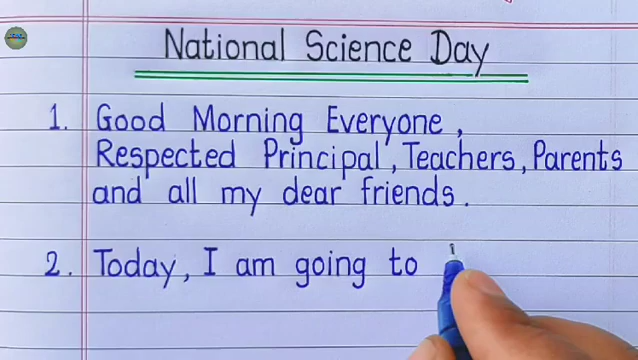 National Science Day
1. Good Morning Everyone,
Respected Principal, Teachers, Parents
and all my dear friends.
2. Today, I am going to